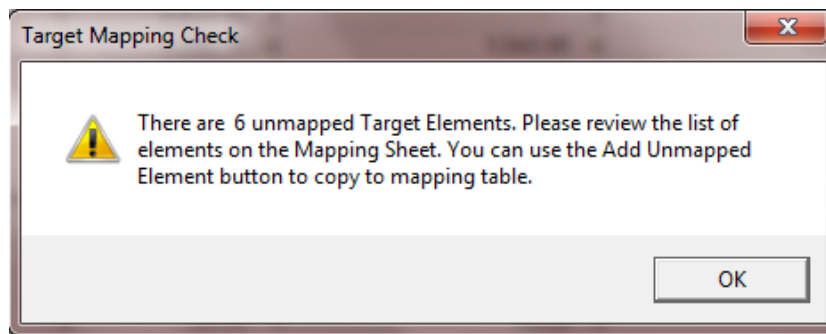 Target Mapping Check
There are 6 unmapped Target Elements. Please review the list of
elements on the Mapping Sheet. You can use the Add Unmapped
Element button to copy to mapping table.
OK